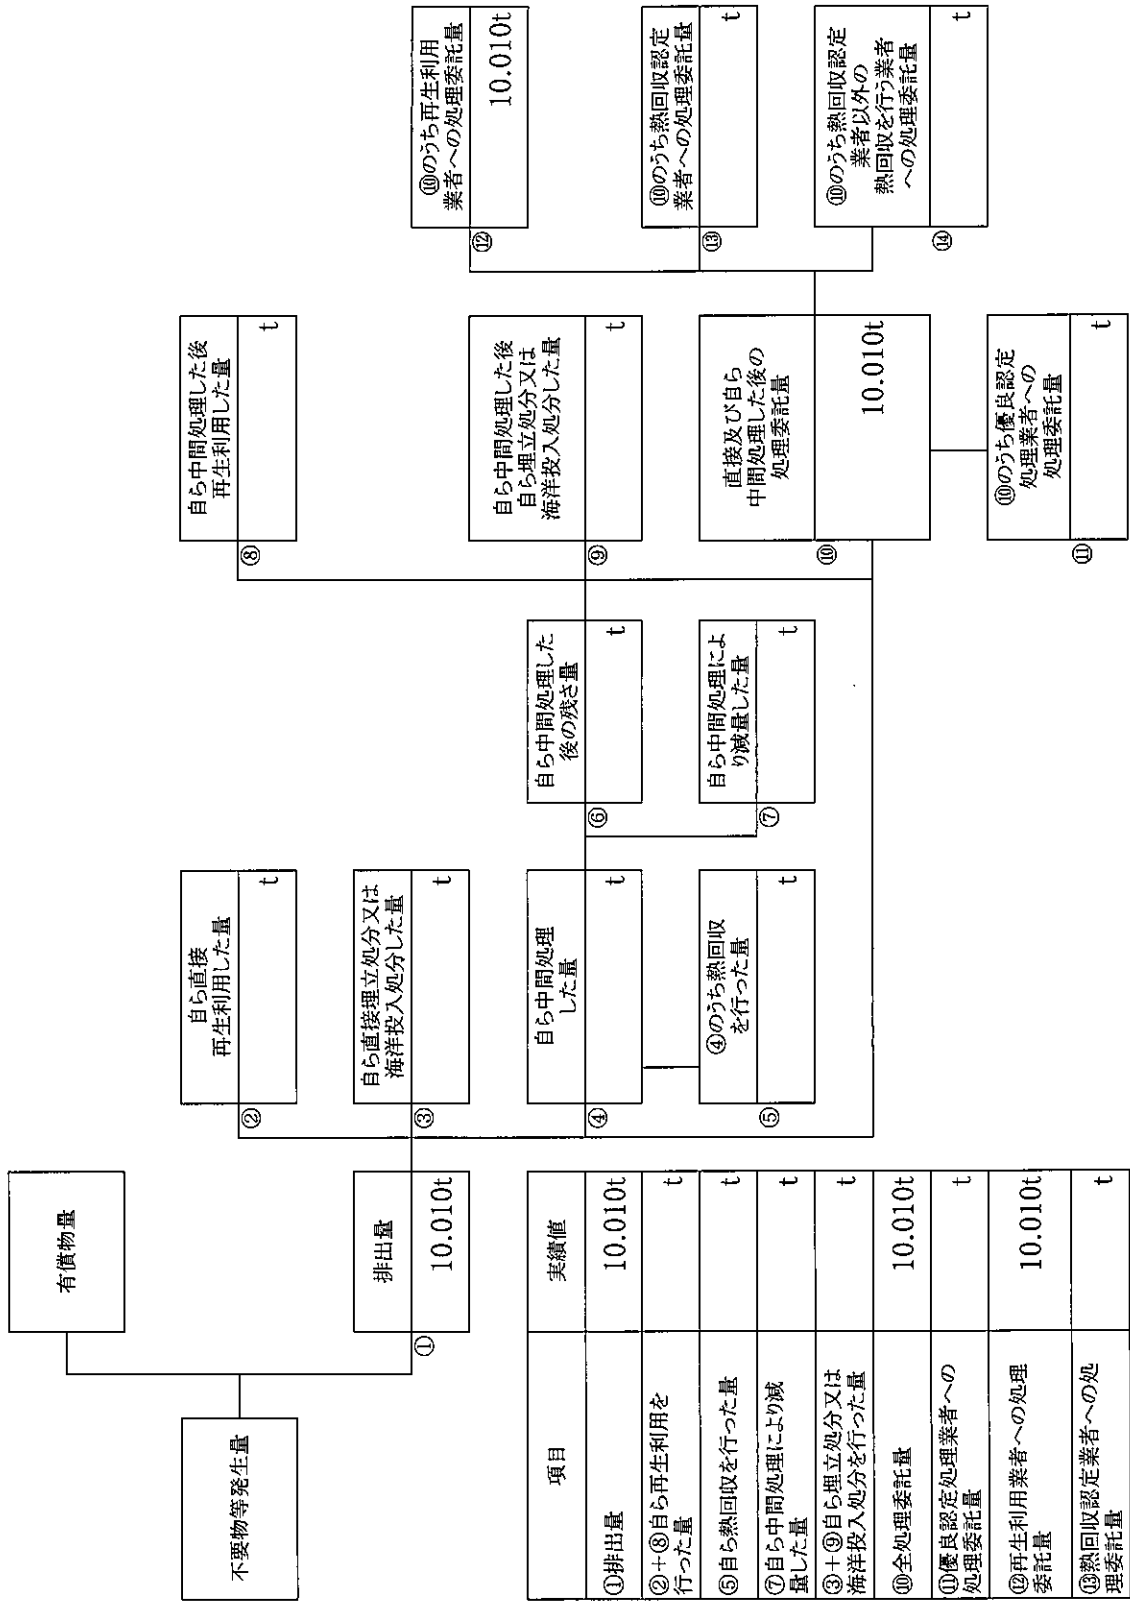 不要物等発生量
有償物量
①
排出量
10.010t
②
自ら直接
再生利用した量
t
③
自ら直接埋立処分又は
海洋投入処分した量
t
④
自ら中間処理
した量
t
⑤
④のうち熱回収
を行った量
t
⑥
自ら中間処理した
後の残さ量
t
⑦
自ら中間処理によ
り減量した量
t
⑧
自ら中間処理した後
再生利用した量
t
⑨
自ら中間処理した後
自ら埋立処分又は
海洋投入処分した量
t
⑩
直接及び自ら
中間処理した後の
処理委託量
10.010t
⑪
⑩のうち優良認定
処理業者への
処理委託量
t
⑫
⑩のうち再生利用
業者への処理委託量
10.010t
⑬
⑩のうち熱回収認定
業者への処理委託量
t
⑭
⑩のうち熱回収認定
業者以外の
熱回収を行う業者
への処理委託量
t
項目
実績値
①排出量
10.010t
②+⑧自ら再生利用を
行った量
t
⑤自ら熱回収を行った量
t
⑦自ら中間処理により減
量した量
t
③+⑨自ら埋立処分又は
海洋投入処分を行った量
t
⑩全処理委託量
10.010t
⑪優良認定処理業者への
処理委託量
t
⑫再生利用業者への処理
委託量
10.010t
⑬熱回収認定業者への処
理委託量
t